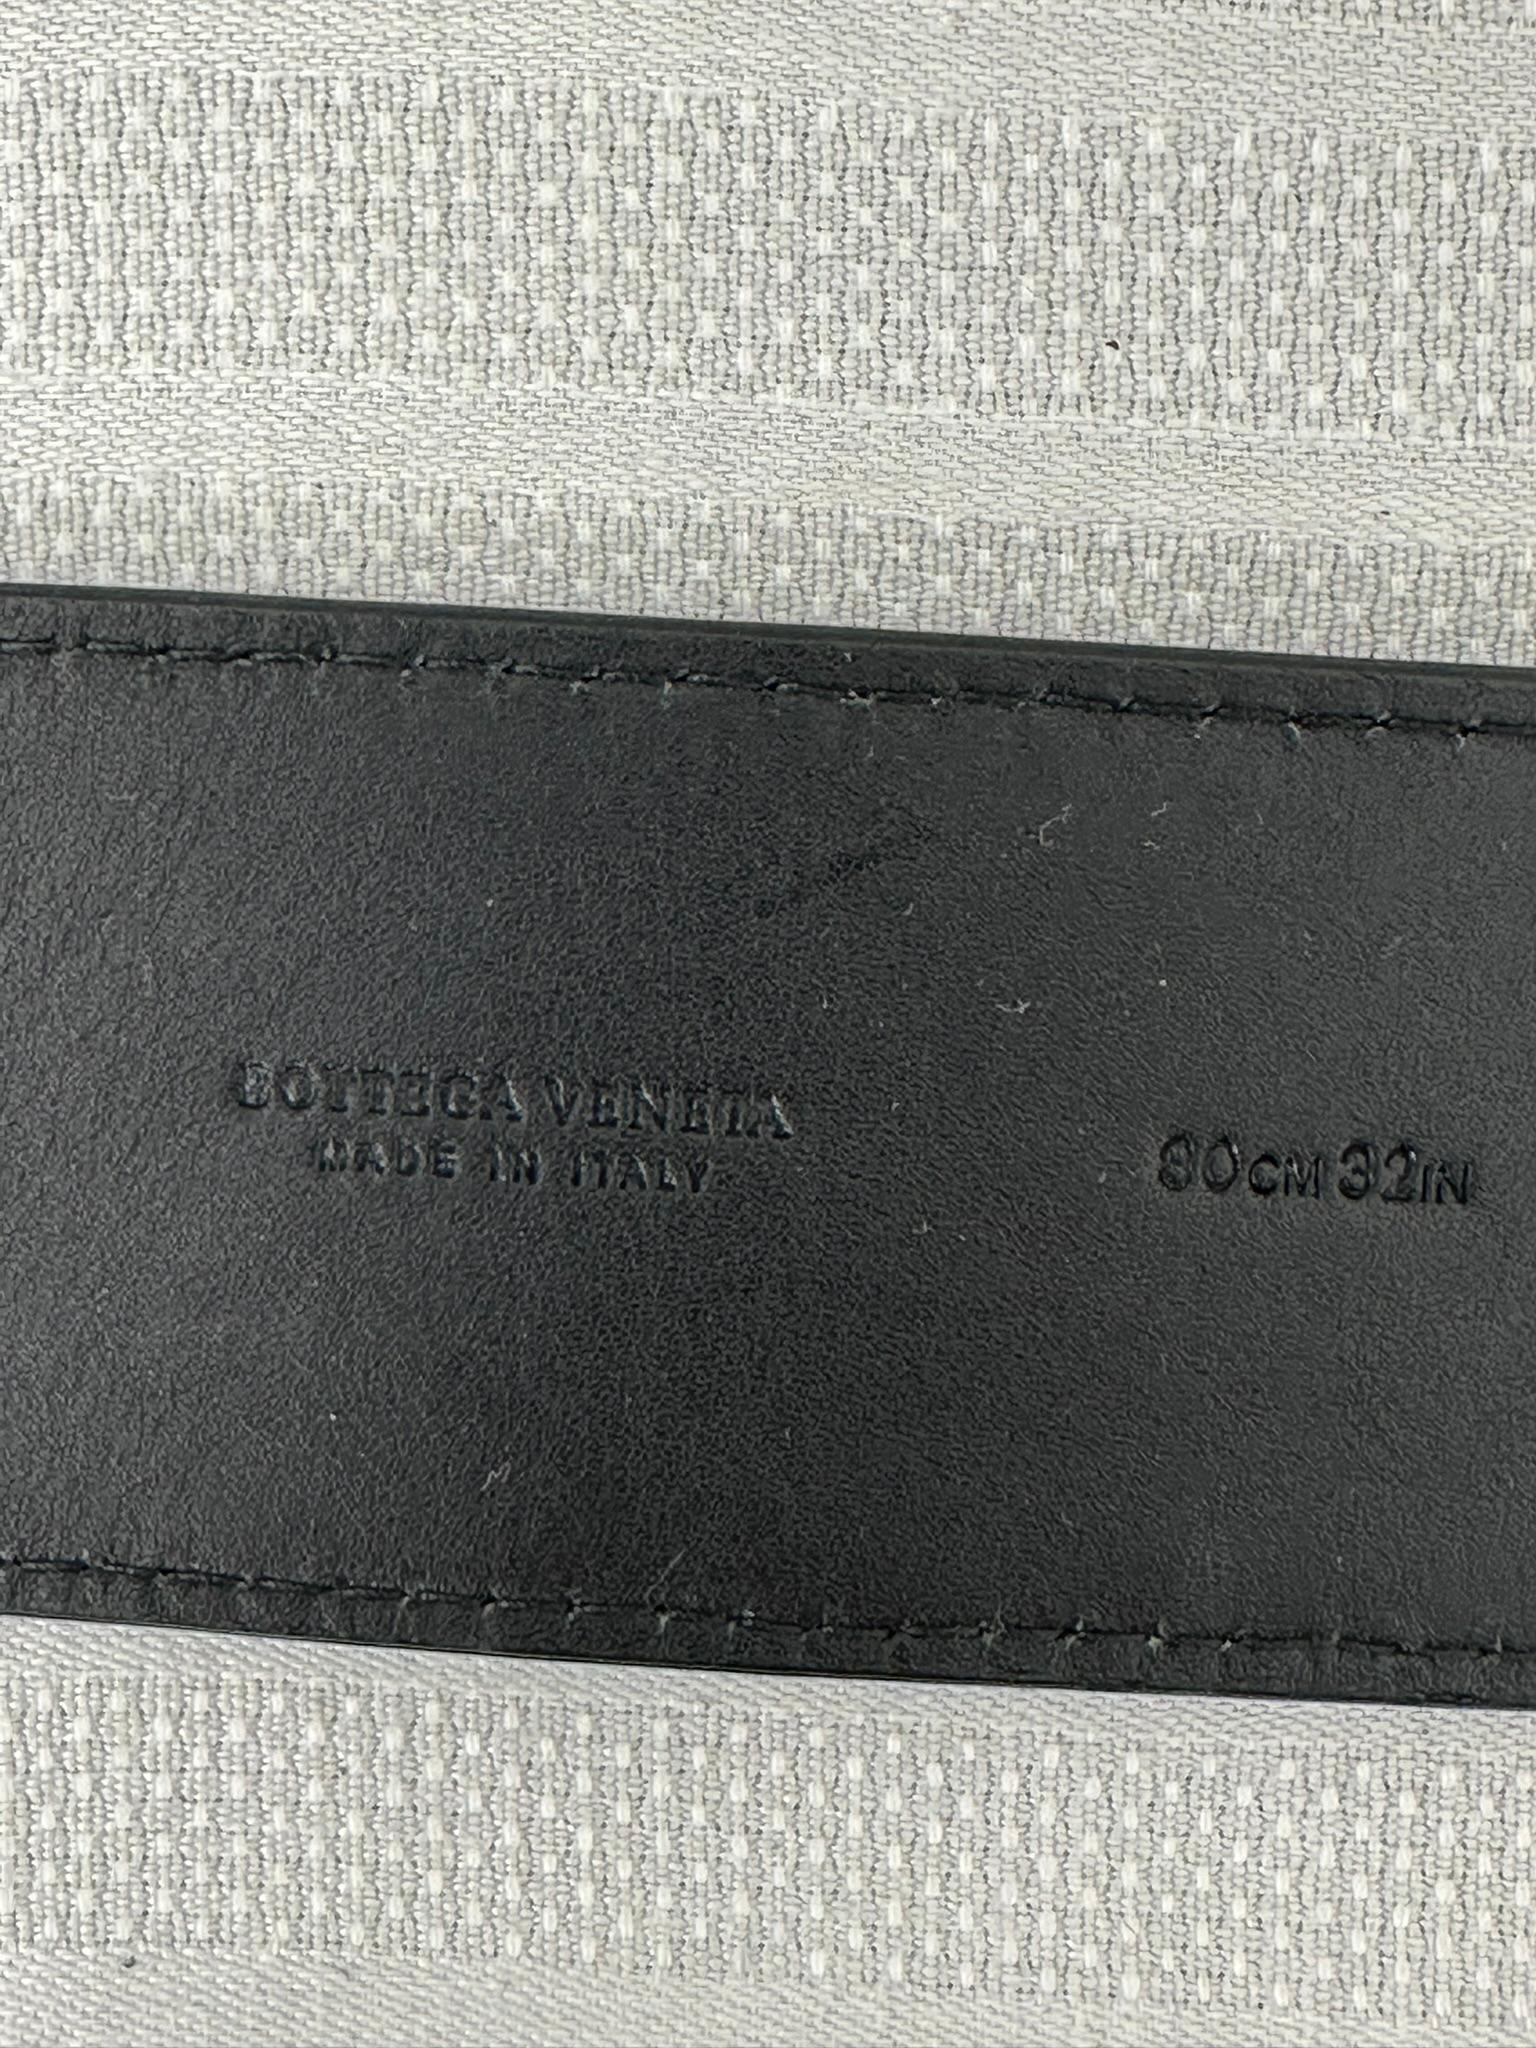 BOTTEGA VENETA
MADE IN ITALY
80CM 32IN